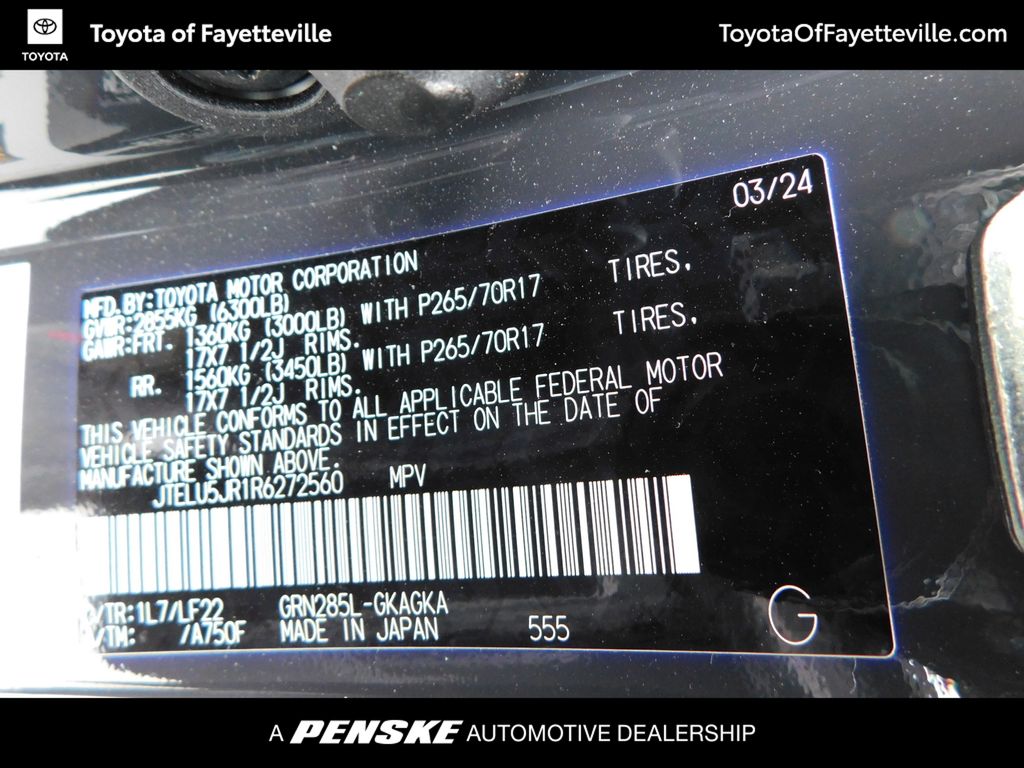 TOYOTA
Toyota of Fayetteville
ToyotaOfFayetteville.com
03/24
MFD.BY:TOYOTA MOTOR CORPORATION
GVWR:2855KG (6300LB)
GAWR:FRT. 1360KG (3000LB) WITH P265/70R17 TIRES.
17X7 1/2J RIMS.
RR. 1560KG (3450LB) WITH P265/70R17 TIRES.
17X7 1/2J RIMS.
THIS VEHICLE CONFORMS TO ALL APPLICABLE FEDERAL MOTOR
VEHICLE SAFETY STANDARDS IN EFFECT ON THE DATE OF
MANUFACTURE SHOWN ABOVE.
JTELU5JR1R6272560 MPV
/TR:1L7/LF22 GRN285L-GKAGKA
/TM: /A750F MADE IN JAPAN 555
G
A PENSKE AUTOMOTIVE DEALERSHIP